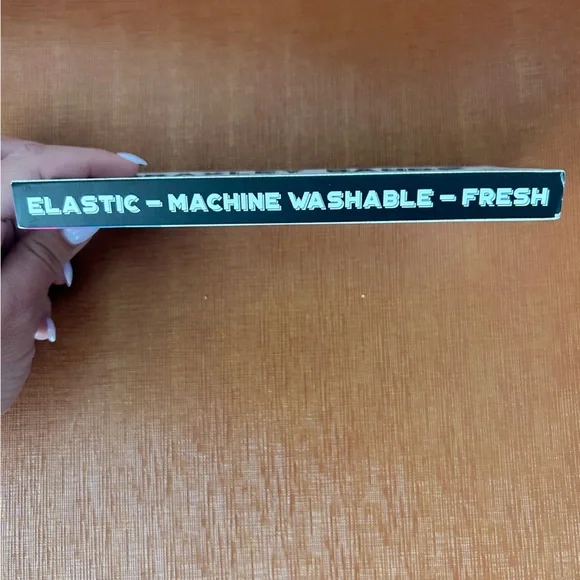 ELASTIC – MACHINE WASHABLE – FRESH